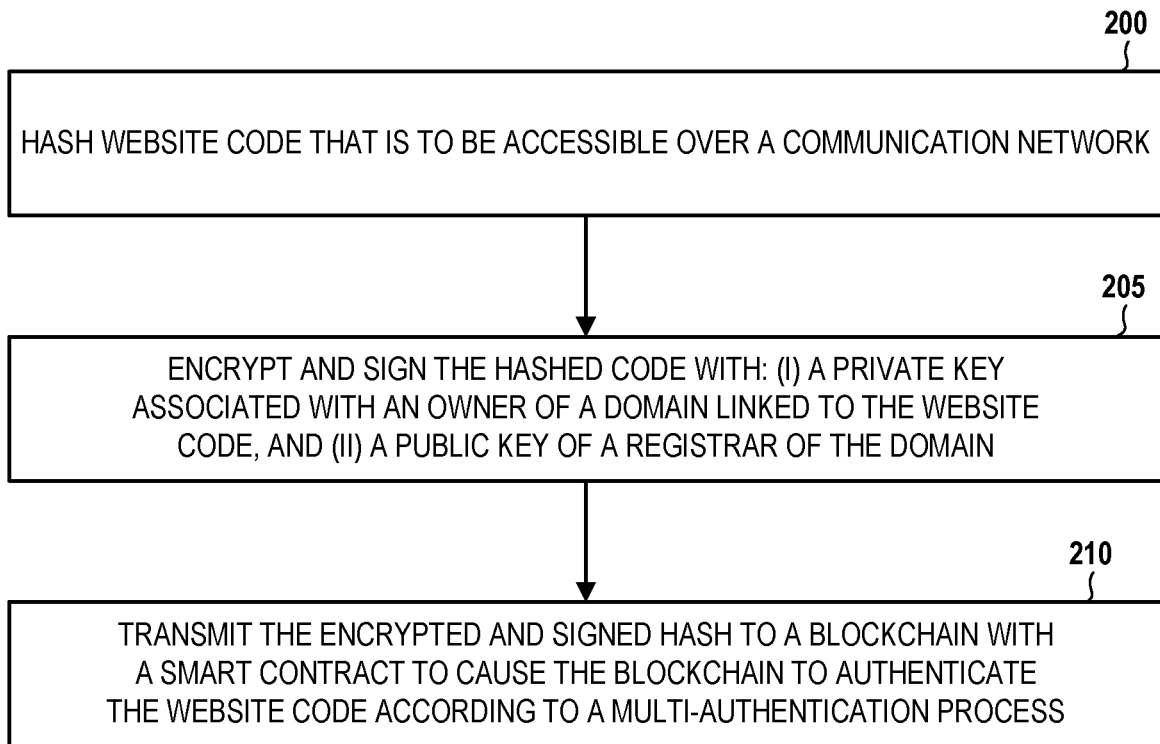 200
HASH WEBSITE CODE THAT IS TO BE ACCESSIBLE OVER A COMMUNICATION NETWORK
205
ENCRYPT AND SIGN THE HASHED CODE WITH: (I) A PRIVATE KEY
ASSOCIATED WITH AN OWNER OF A DOMAIN LINKED TO THE WEBSITE
CODE, AND (II) A PUBLIC KEY OF A REGISTRAR OF THE DOMAIN
210
TRANSMIT THE ENCRYPTED AND SIGNED HASH TO A BLOCKCHAIN WITH
A SMART CONTRACT TO CAUSE THE BLOCKCHAIN TO AUTHENTICATE
THE WEBSITE CODE ACCORDING TO A MULTI-AUTHENTICATION PROCESS